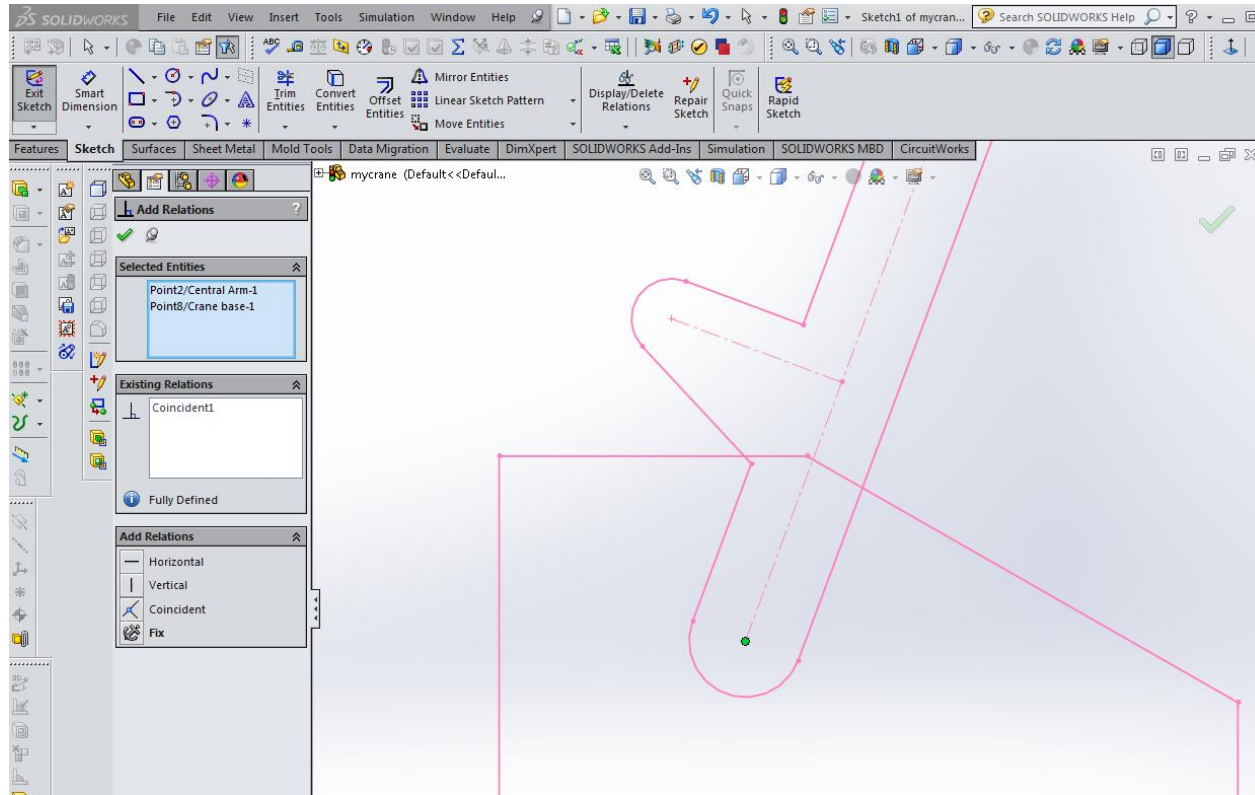 SOLIDWORKS File Edit View Insert Tools Simulation Window Help Sketch1 of mycran... Search SOLIDWORKS Help ?
Exit Sketch
Smart Dimension
Trim Entities
Convert Entities
Offset Entities
Mirror Entities
Linear Sketch Pattern
Move Entities
Display/Delete Relations
Repair Sketch
Quick Snaps
Rapid Sketch
Features Sketch Surfaces Sheet Metal Mold Tools Data Migration Evaluate DimXpert SOLIDWORKS Add-Ins Simulation SOLIDWORKS MBD CircuitWorks
mycrane (Default<<Defaul...
Add Relations ?
Selected Entities
Point2/Central Arm-1
Point8/Crane base-1
Existing Relations
Coincident1
Fully Defined
Add Relations
Horizontal
Vertical
Coincident
Fix